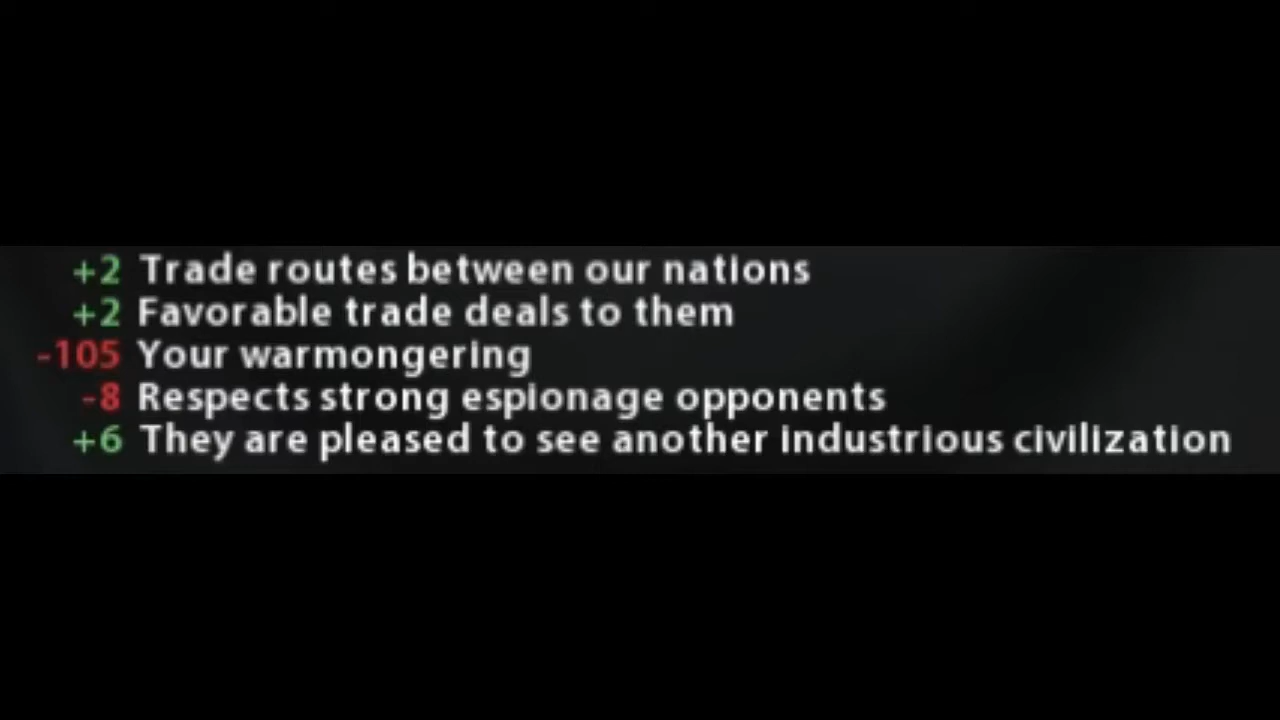 +2 Trade routes between our nations
+2 Favorable trade deals to them
-105 Your warmongering
-8 Respects strong espionage opponents
+6 They are pleased to see another industrious civilization